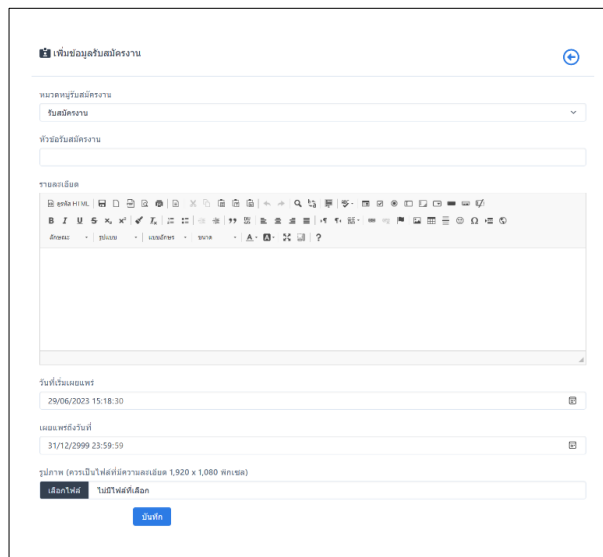 เพิ่มข้อมูลรับสมัครงาน
หมวดหมู่รับสมัครงาน
รับสมัครงาน
หัวข้อรับสมัครงาน
รายละเอียด
ดูรหัส HTML
B I U S x₂ x² Ix
ลักษณะ รูปแบบ แบบอักษร ขนาด A A ?
วันที่เริ่มเผยแพร่
29/06/2023 15:18:30
เผยแพร่ถึงวันที่
31/12/2999 23:59:59
รูปภาพ (ควรเป็นไฟล์ที่มีความละเอียด 1,920 x 1,080 พิกเซล)
เลือกไฟล์ ไม่มีไฟล์ที่เลือก
บันทึก